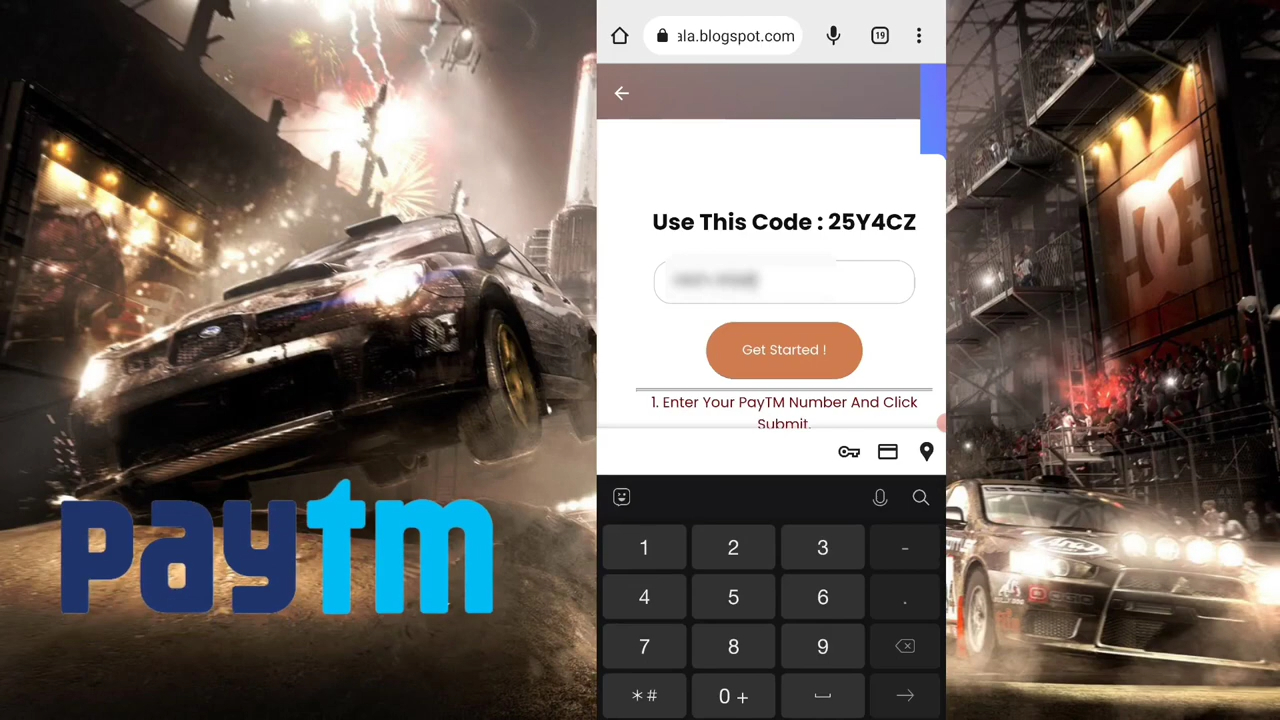 ala.blogspot.com
19
Use This Code : 25Y4CZ
Get Started !
1. Enter Your PayTM Number And Click
Submit.
paytm
1 2 3 -
4 5 6 .
7 8 9
*# 0 +
DC